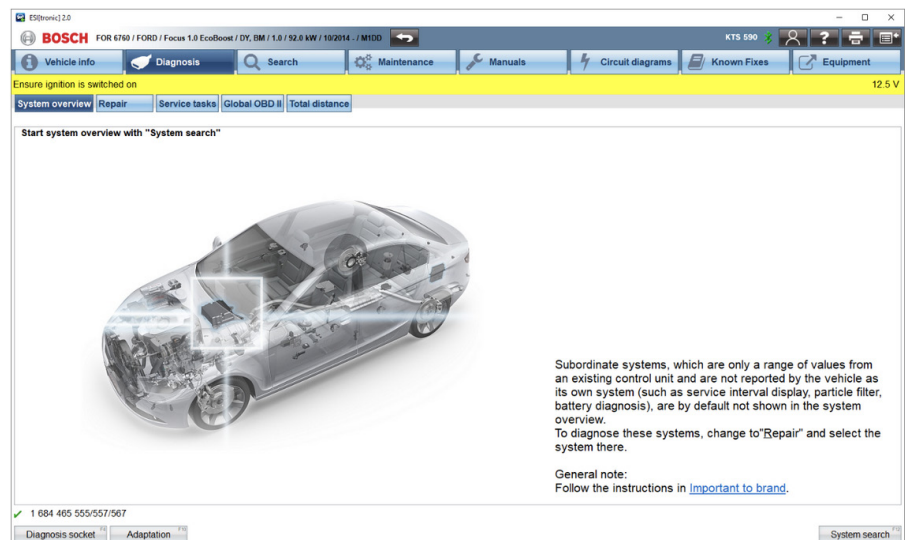 ESI[tronic] 2.0
BOSCH FOR 6760 / FORD / Focus 1.0 EcoBoost / DY, BM / 1.0 / 92.0 kW / 10/2014 - / M1DD KTS 590
Vehicle info Diagnosis Search Maintenance Manuals Circuit diagrams Known Fixes Equipment
Ensure ignition is switched on 12.5 V
System overview Repair Service tasks Global OBD II Total distance
Start system overview with "System search"
Subordinate systems, which are only a range of values from
an existing control unit and are not reported by the vehicle as
its own system (such as service interval display, particle filter,
battery diagnosis), are by default not shown in the system
overview.
To diagnose these systems, change to"Repair" and select the
system there.
General note:
Follow the instructions in Important to brand.
1 684 465 555/557/567
Diagnosis socket Adaptation System search